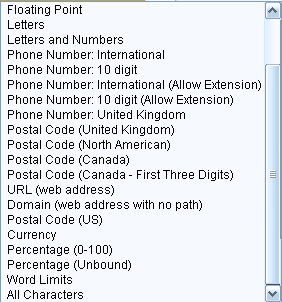 Floating Point
Letters
Letters and Numbers
Phone Number: International
Phone Number: 10 digit
Phone Number: International (Allow Extension)
Phone Number: 10 digit (Allow Extension)
Phone Number: United Kingdom
Postal Code (United Kingdom)
Postal Code (North American)
Postal Code (Canada)
Postal Code (Canada - First Three Digits)
URL (web address)
Domain (web address with no path)
Postal Code (US)
Currency
Percentage (0-100)
Percentage (Unbound)
Word Limits
All Characters